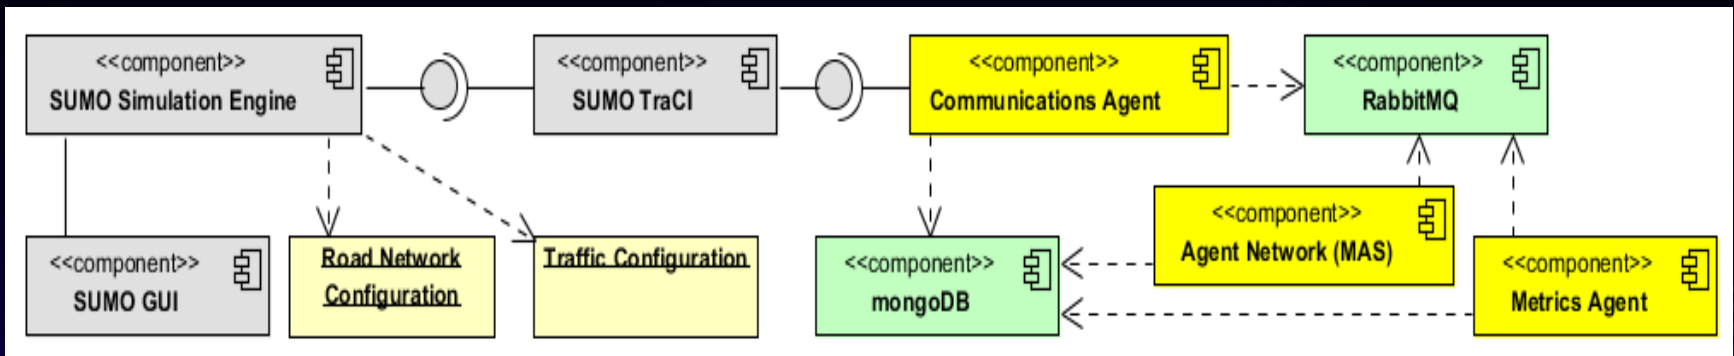 <<component>>
SUMO Simulation Engine
<<component>>
SUMO TraCI
<<component>>
Communications Agent
<<component>>
RabbitMQ
<<component>>
SUMO GUI
Road Network
Configuration
Traffic Configuration
<<component>>
mongoDB
<<component>>
Agent Network (MAS)
<<component>>
Metrics Agent